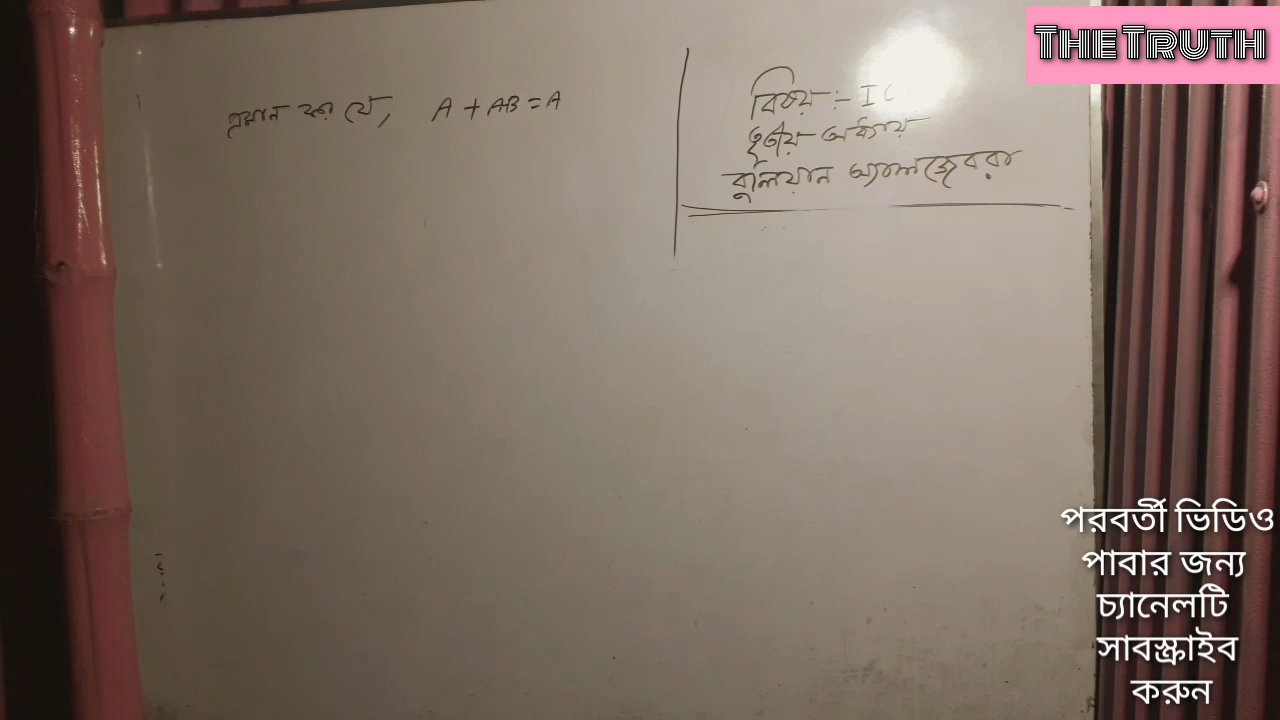 প্রমান কর যে, A + AB = A
বিষয় :- IC
তৃতীয় অধ্যায়
বুলিয়ান অ্যালজেবরা
THE TRUTH
পরবর্তী ভিডিও
পাবার জন্য
চ্যানেলটি
সাবস্ক্রাইব
করুন